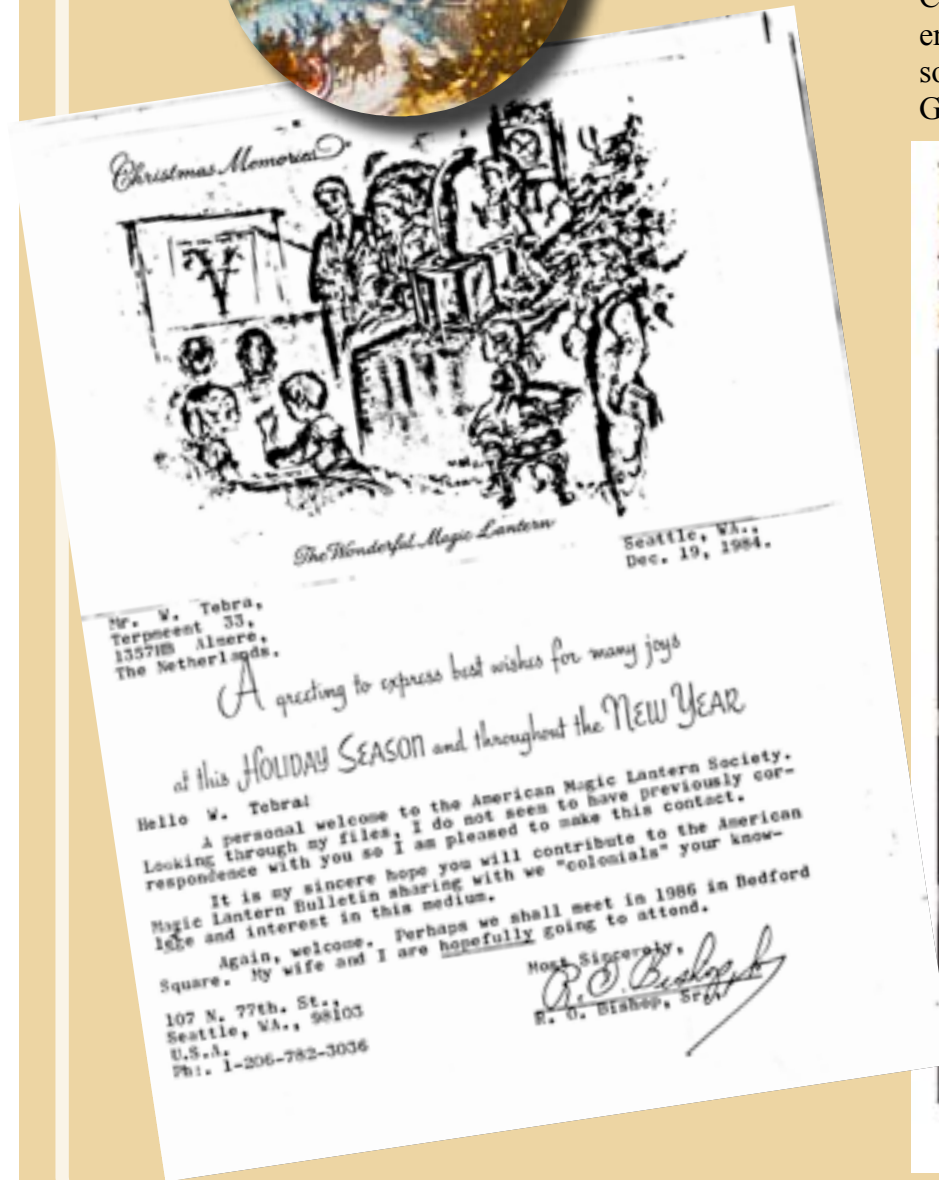 Christmas Memories
The Wonderful Magic Lantern
Seattle, WA.,
Dec. 19, 1984.
Mr. W. Tebra,
Terpmeent 33,
Almere,
The Netherlands.
A greeting to express best wishes for many joys
at this HOLIDAY SEASON and throughout the NEW YEAR
Hello W. Tebra!
A personal welcome to the American Magic Lantern Society.
Looking through my files, I do not seem to have previously cor-
respondence with you so I am pleased to make this contact.
It is my sincere hope you will contribute to the American
Magic Lantern Bulletin sharing with we "colonials" your know-
lege and interest in this medium.
Again, welcome. Perhaps we shall meet in 1986 in Bedford
Square. My wife and I are hopefully going to attend.
Most Sincerely,
R. O. Bishop, Sr.
R. O. Bishop, Sr.
107 N. 77th. St.,
Seattle, WA., 98103
U.S.A.
Ph:. 1-206-782-3036